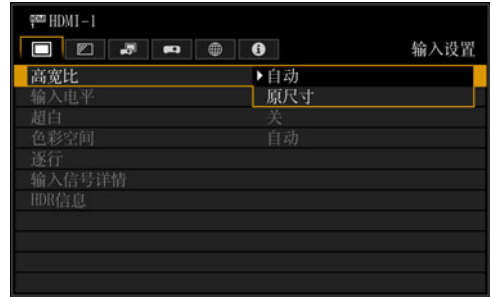 HDMI-1
输入设置
高宽比 自动
输入电平 原尺寸
超白 关
色彩空间 自动
逐行
输入信号详情
HDR信息